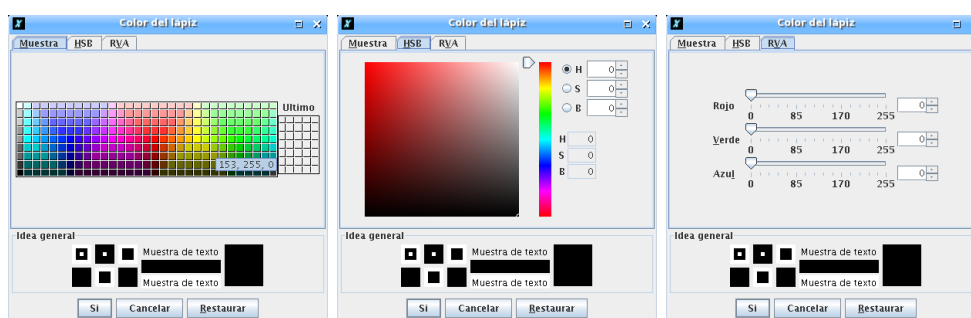 Color del lápiz
Muestra HSB RVA
Ultimo
153, 255, 0
Idea general
Muestra de texto
Muestra de texto
Si Cancelar Restaurar
Color del lápiz
Muestra HSB RVA
H 0
S 0
B 0
H 0
S 0
B 0
Idea general
Muestra de texto
Muestra de texto
Si Cancelar Restaurar
Color del lápiz
Muestra HSB RVA
Rojo 0
0 85 170 255
Verde 0
0 85 170 255
Azul 0
0 85 170 255
Idea general
Muestra de texto
Muestra de texto
Si Cancelar Restaurar